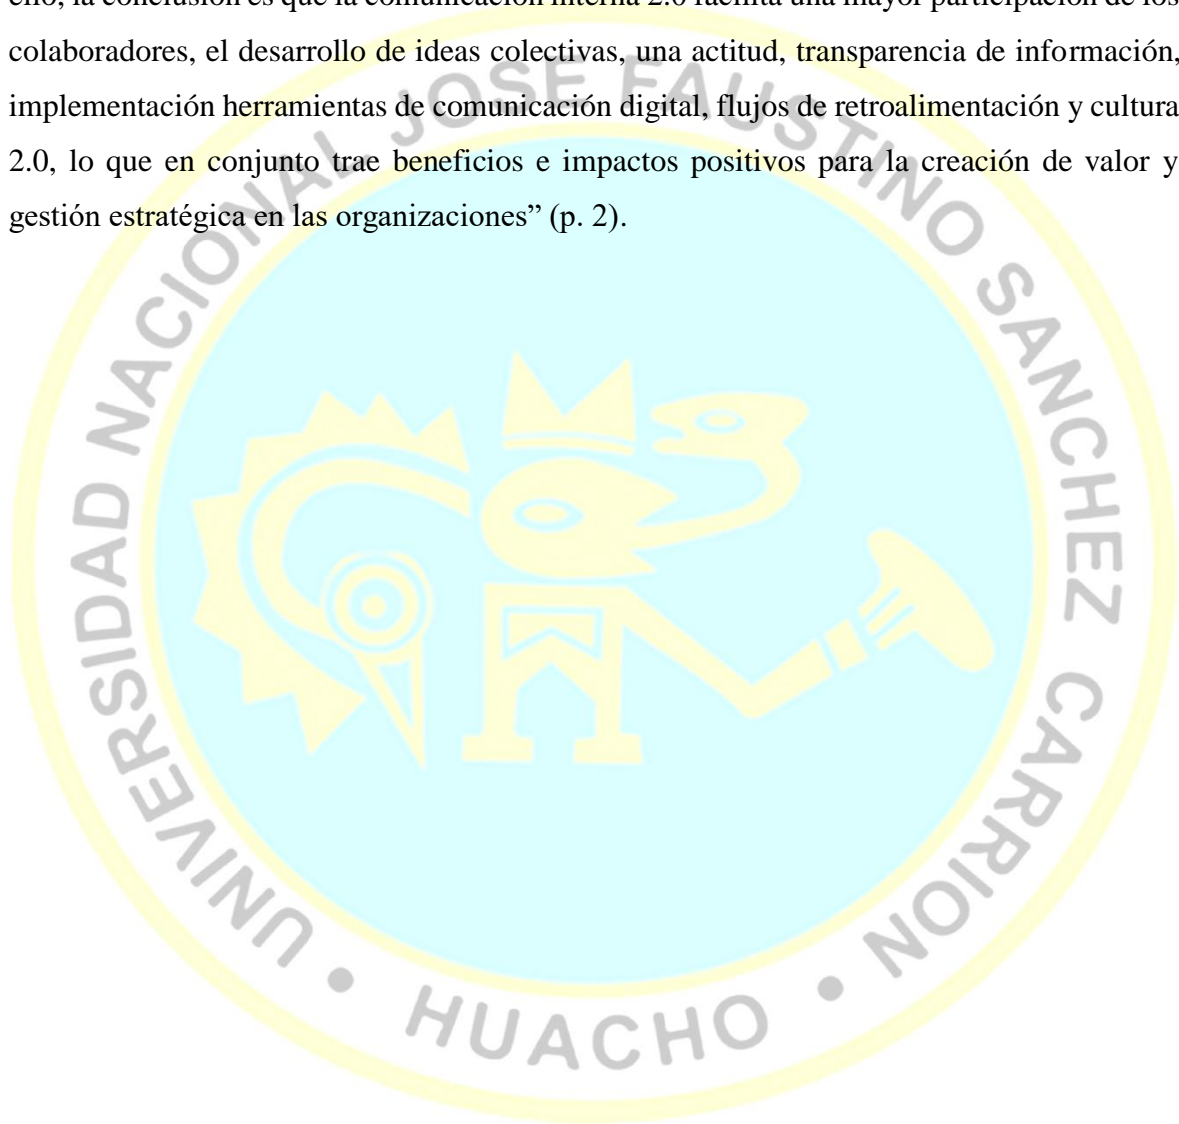 ello, la conclusión es que la comunicación interna 2.0 facilita una mayor participación de los
colaboradores, el desarrollo de ideas colectivas, una actitud, transparencia de información,
implementación herramientas de comunicación digital, flujos de retroalimentación y cultura
2.0, lo que en conjunto trae beneficios e impactos positivos para la creación de valor y
gestión estratégica en las organizaciones” (p. 2).
UNIVERSIDAD NACIONAL JOSE FAUSTINO SANCHEZ CARRION
• HUACHO •